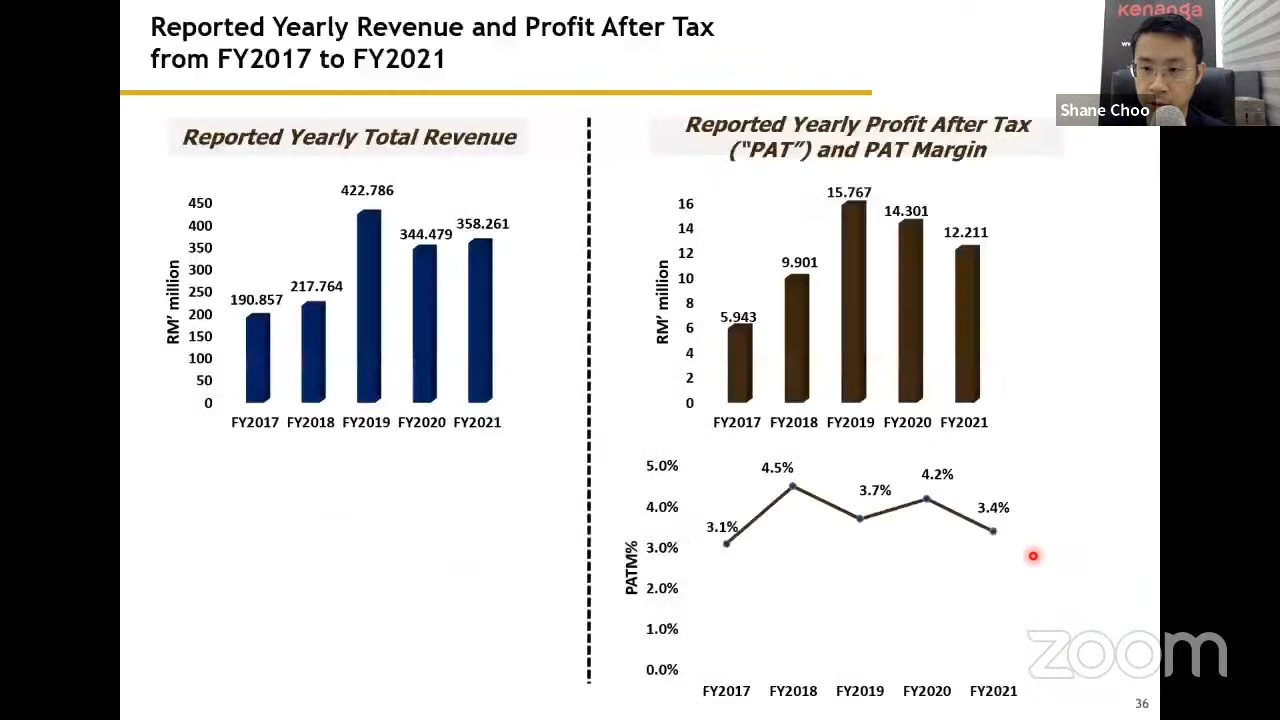 Reported Yearly Revenue and Profit After Tax
from FY2017 to FY2021
Kenanga
Shane Choo
Reported Yearly Total Revenue
RM' million
450
400
350
300
250
200
150
100
50
0
190.857
217.764
422.786
344.479
358.261
FY2017 FY2018 FY2019 FY2020 FY2021
Reported Yearly Profit After Tax
("PAT") and PAT Margin
RM' million
16
14
12
10
8
6
4
2
0
5.943
9.901
15.767
14.301
12.211
FY2017 FY2018 FY2019 FY2020 FY2021
PATM%
5.0%
4.0%
3.0%
2.0%
1.0%
0.0%
3.1%
4.5%
3.7%
4.2%
3.4%
FY2017 FY2018 FY2019 FY2020 FY2021
zoom
36